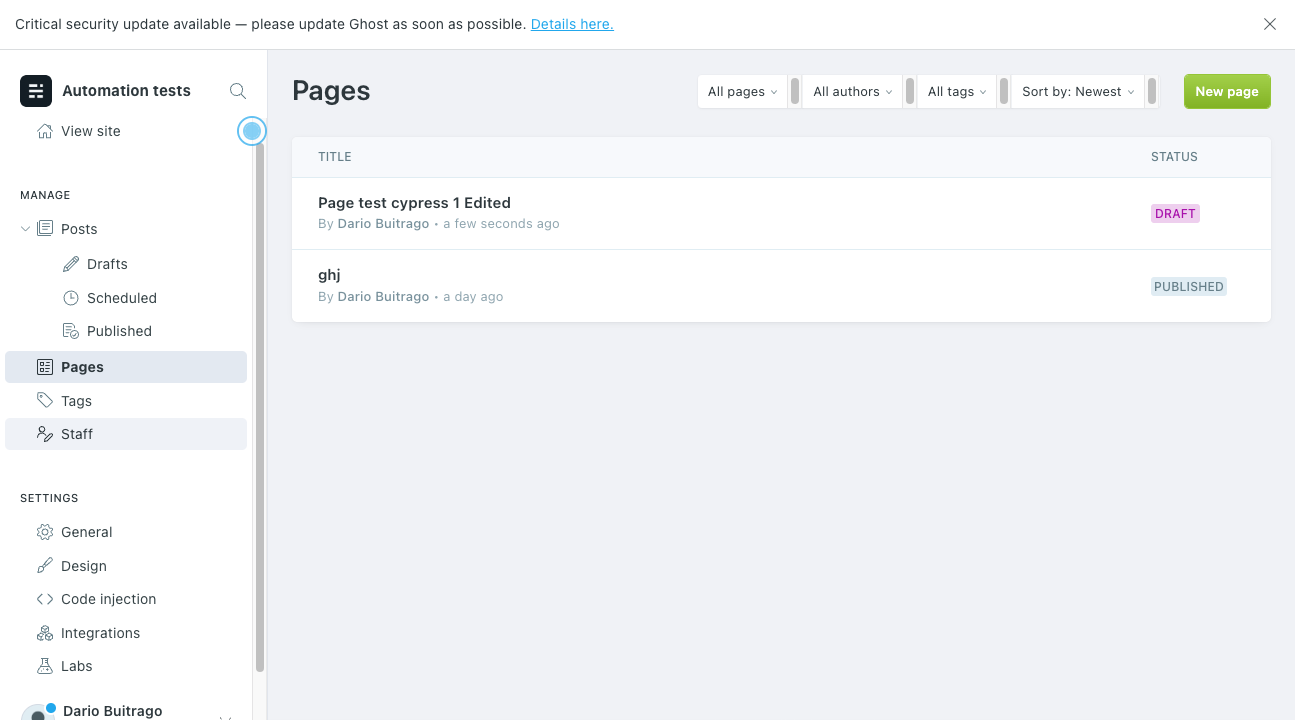 Critical security update available — please update Ghost as soon as possible. Details here.
Automation tests
View site
MANAGE
Posts
Drafts
Scheduled
Published
Pages
Tags
Staff
SETTINGS
General
Design
Code injection
Integrations
Labs
Dario Buitrago
Pages
All pages
All authors
All tags
Sort by: Newest
New page
TITLE STATUS
Page test cypress 1 Edited
By Dario Buitrago • a few seconds ago
DRAFT
ghj
By Dario Buitrago • a day ago
PUBLISHED